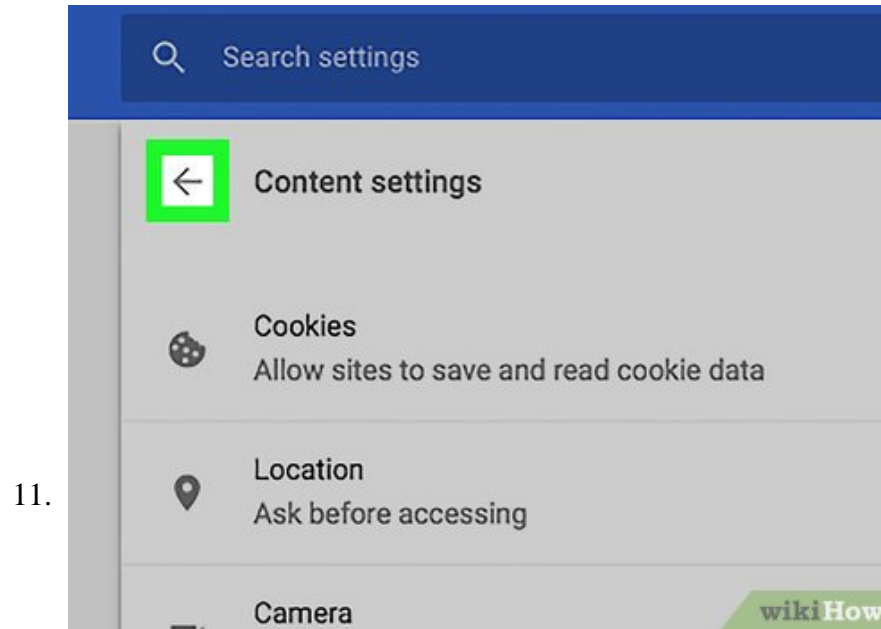 Search settings
Content settings
Cookies
Allow sites to save and read cookie data
11.
Location
Ask before accessing
Camera
wikiHow